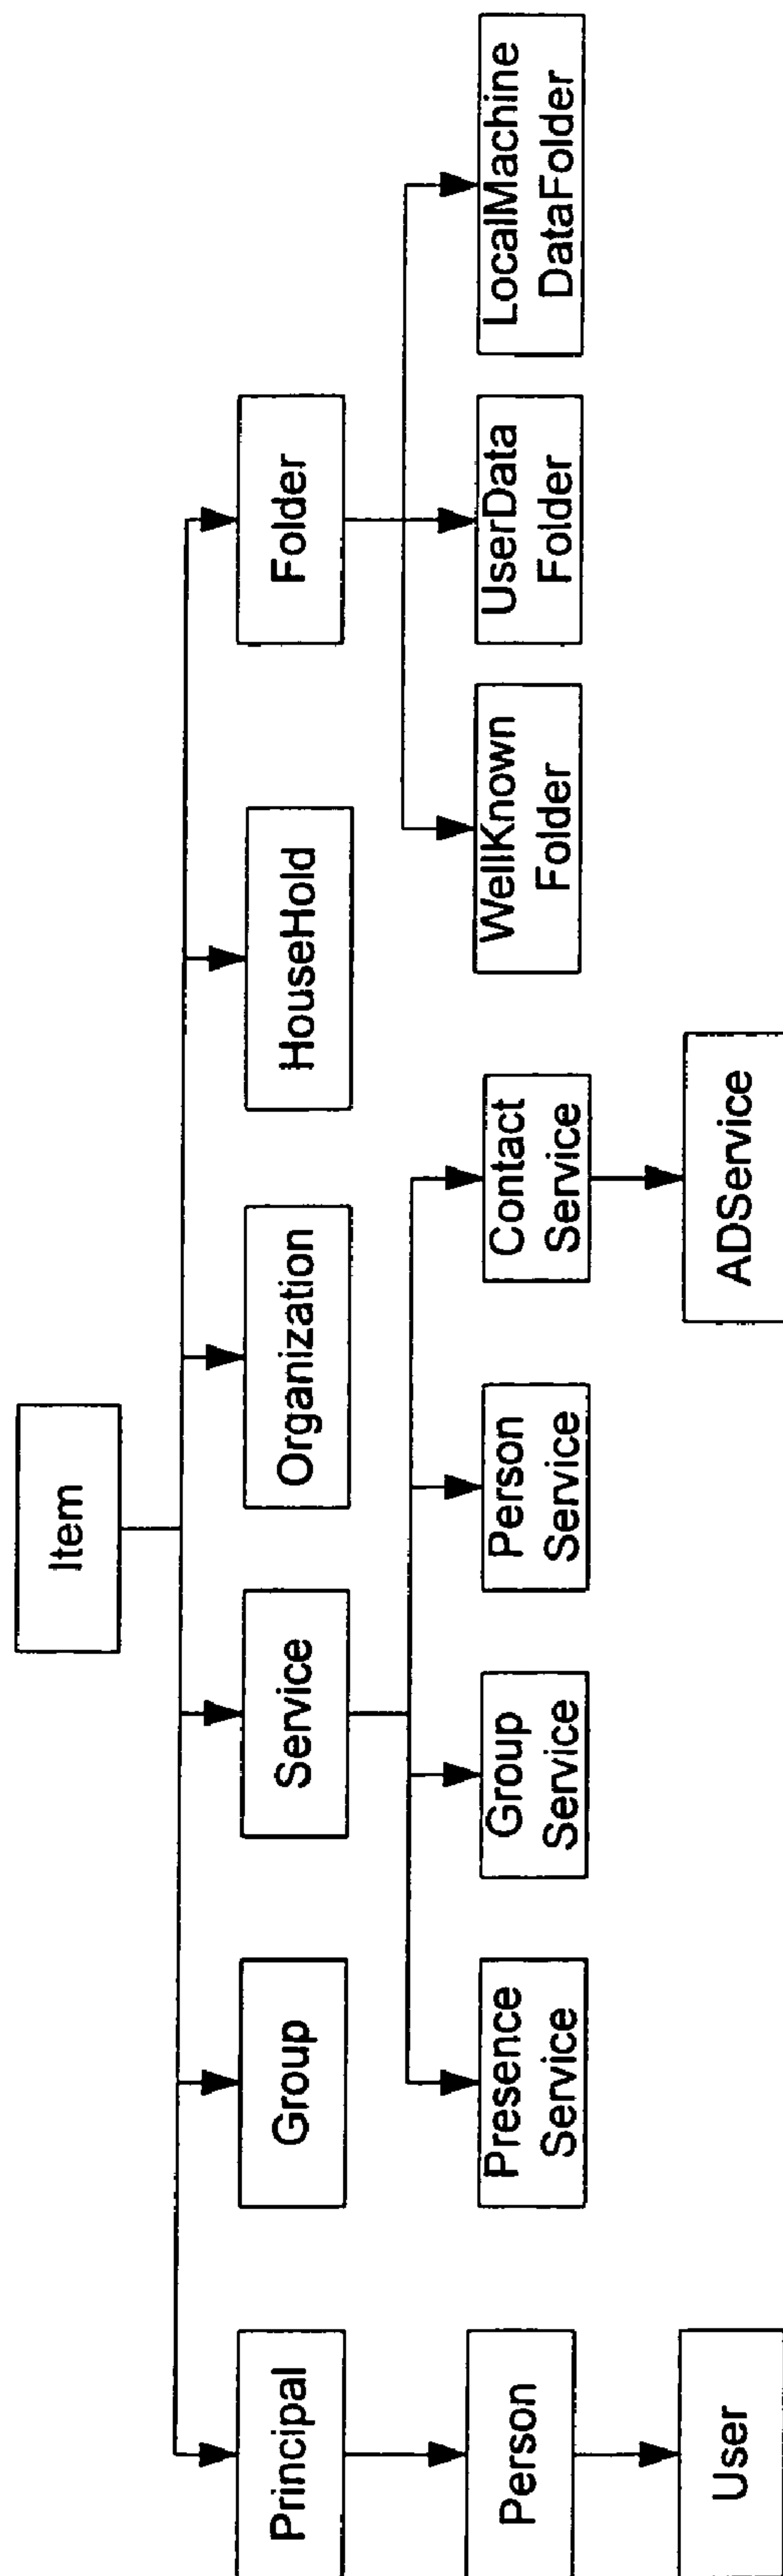 Item
Principal
Group
Service
Organization
HouseHold
Folder
Person
Presence
Service
Group
Service
Person
Service
Contact
Service
WellKnown
Folder
UserData
Folder
LocalMachine
DataFolder
User
ADService